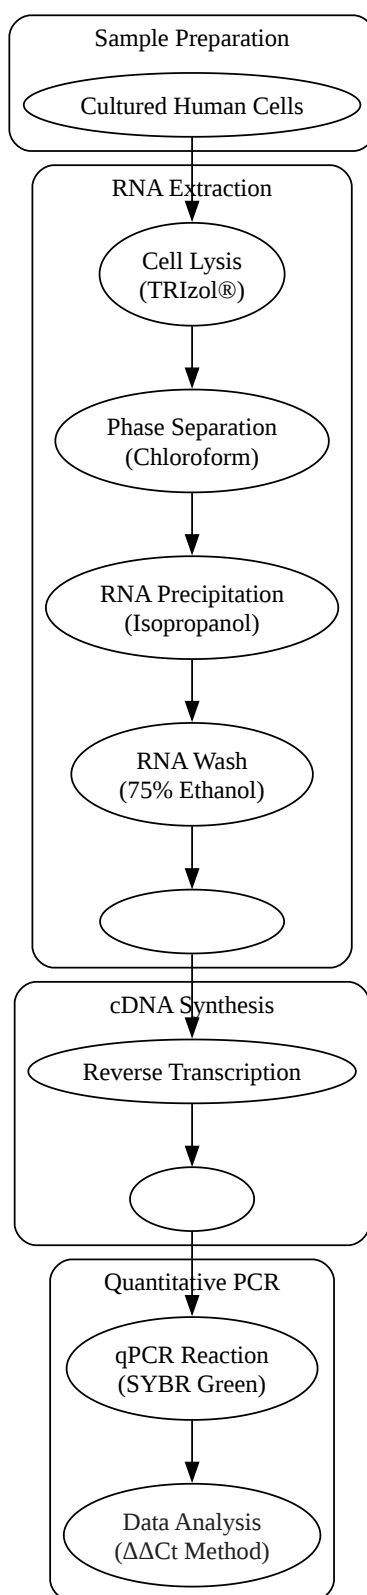 Sample Preparation
Cultured Human Cells
RNA Extraction
Cell Lysis
(TRIzol®)
Phase Separation
(Chloroform)
RNA Precipitation
(Isopropanol)
RNA Wash
(75% Ethanol)
cDNA Synthesis
Reverse Transcription
Quantitative PCR
qPCR Reaction
(SYBR Green)
Data Analysis
(ΔΔCt Method)